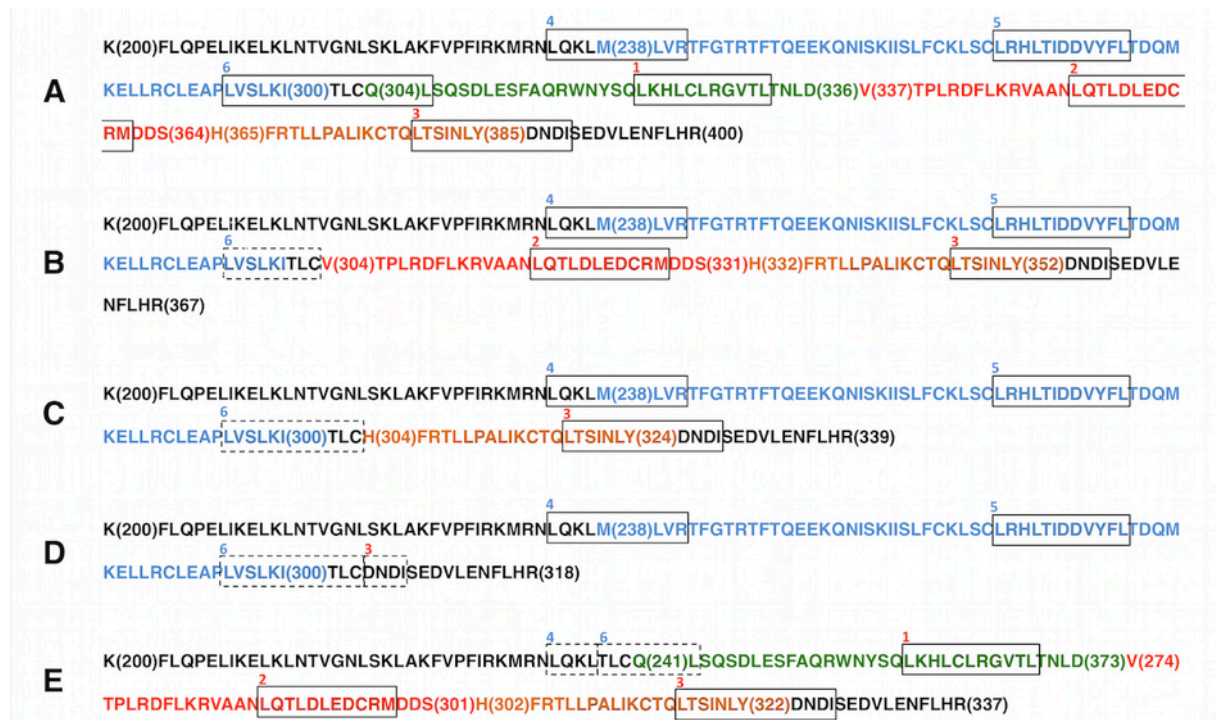 4 5
K(200)FLQPELIKELKLNTVGNLSKLAKFVPFIRKMRNLQKLM(238)LVRTFGTRTFTQEEKQNISKIISLFCKLSCLRHLTIDDVYFLTDQM
6 1 2
A KELLRCLEAPLVSLKI(300)TLCQ(304)LSQSDLESFAQRWNYSQLKHLCLRGVTLTNLD(336)V(337)TPLRDFLKRVAANLQTLDLEDC
3
RMDDS(364)H(365)FRTLLPALIKCTQLTSINLY(385)DNDISEDVLENFLHR(400)
4 5
K(200)FLQPELIKELKLNTVGNLSKLAKFVPFIRKMRNLQKLM(238)LVRTFGTRTFTQEEKQNISKIISLFCKLSCLRHLTIDDVYFLTDQM
6 2 3
B KELLRCLEAPLVSLKITLCV(304)TPLRDFLKRVAANLQTLDLEDCRMDDS(331)H(332)FRTLLPALIKCTQLTSINLY(352)DNDISEDVLE
NFLHR(367)
4 5
K(200)FLQPELIKELKLNTVGNLSKLAKFVPFIRKMRNLQKLM(238)LVRTFGTRTFTQEEKQNISKIISLFCKLSCLRHLTIDDVYFLTDQM
6 3
C KELLRCLEAPLVSLKI(300)TLCH(304)FRTLLPALIKCTQLTSINLY(324)DNDISEDVLENFLHR(339)
4 5
K(200)FLQPELIKELKLNTVGNLSKLAKFVPFIRKMRNLQKLM(238)LVRTFGTRTFTQEEKQNISKIISLFCKLSCLRHLTIDDVYFLTDQM
6 3
D KELLRCLEAPLVSLKI(300)TLCDNDISEDVLENFLHR(318)
4 6 1
K(200)FLQPELIKELKLNTVGNLSKLAKFVPFIRKMRNLQKLTLCQ(241)LSQSDLESFAQRWNYSQLKHLCLRGVTLTNLD(373)V(274)
2 3
E TPLRDFLKRVAANLQTLDLEDCRMDDS(301)H(302)FRTLLPALIKCTQLTSINLY(322)DNDISEDVLENFLHR(337)